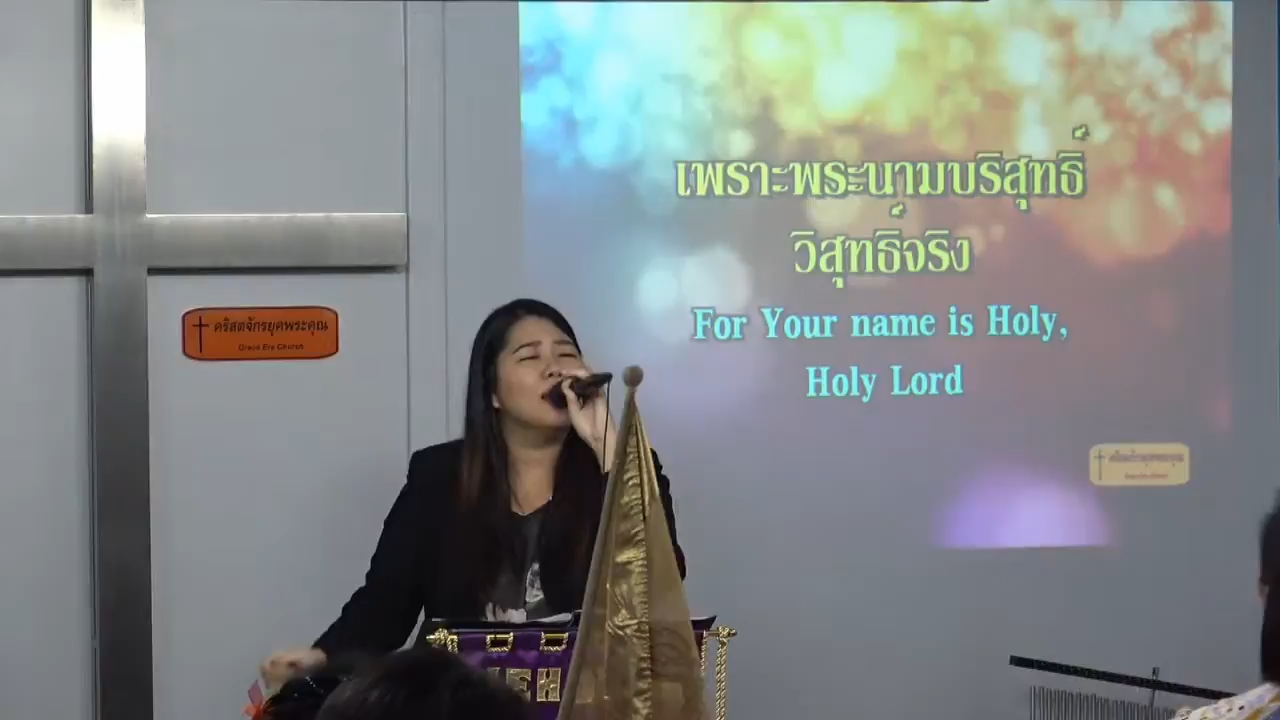 คริสตจักรยุคพระคุณ
Grace Era Church
เพราะพระนามบริสุทธิ์
วิสุทธิ์จริง
For Your name is Holy,
Holy Lord